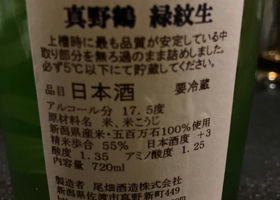 真野鶴 緑紋生
上槽時に最も品質が安定している中
取り部分を無ろ過のまま詰めました。
必ず5℃以下にて貯蔵してください。
品目 日本酒 要冷蔵
アルコール分 17.5度
原材料名 米、米こうじ
新潟県産米・五百万石100%使用
精米歩合 55% 日本酒度 +3
酸度 1.35 アミノ酸度 1.25
内容量 720ml
製造者 尾畑酒造株式会社
新潟県佐渡市真野新町449